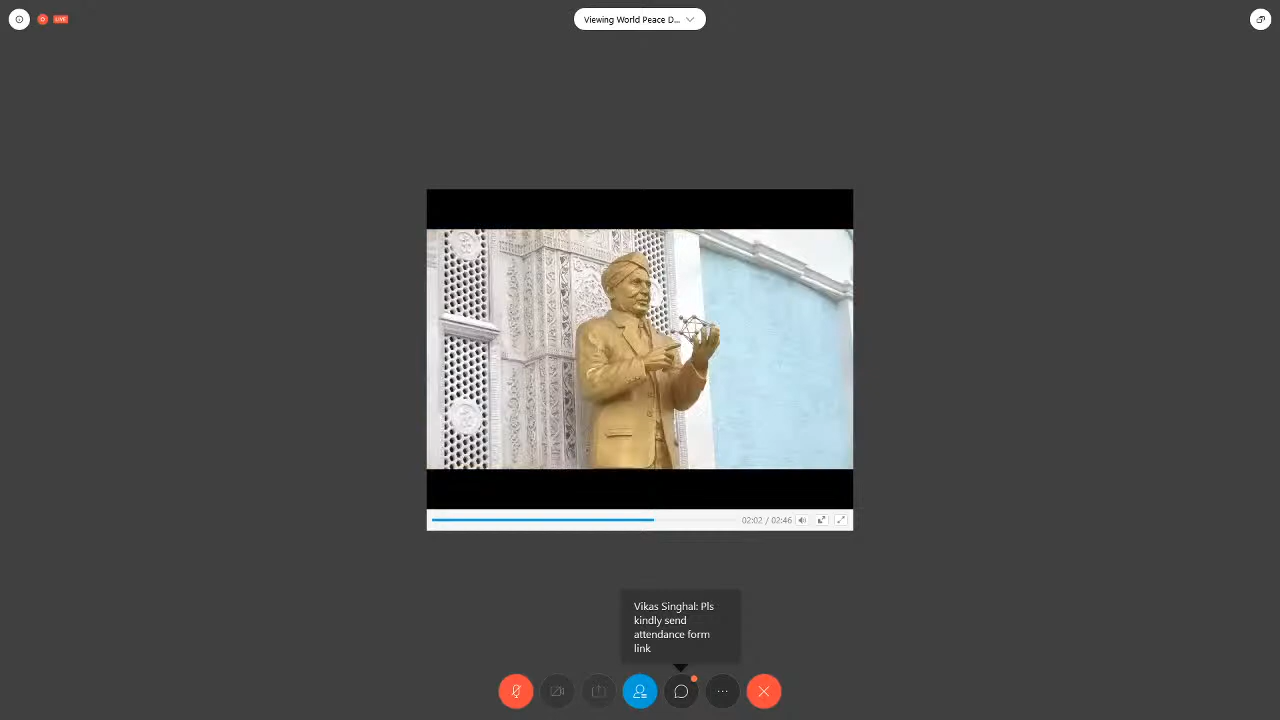 LIVE
Viewing World Peace D...
02:02 / 02:46
Vikas Singhal: Pls
kindly send
attendance form
link